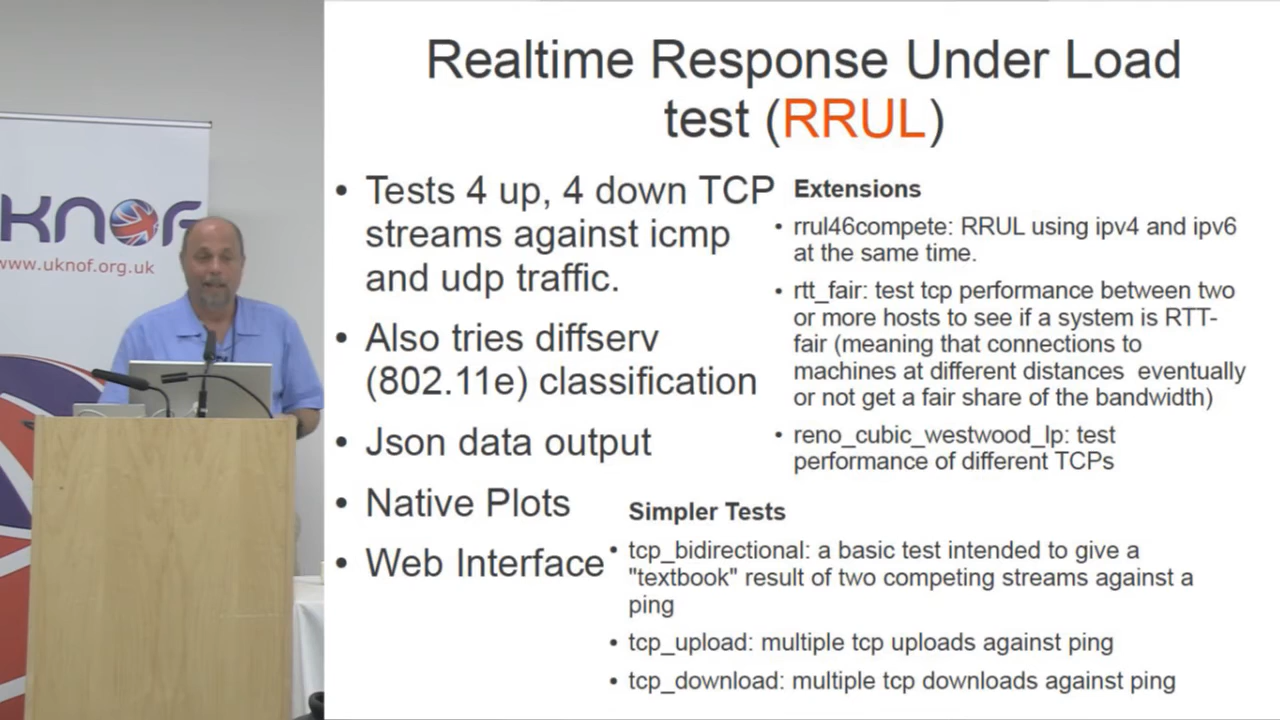 Realtime Response Under Load
test (RRUL)
• Tests 4 up, 4 down TCP
streams against icmp
and udp traffic.
• Also tries diffserv
(802.11e) classification
• Json data output
• Native Plots
• Web Interface
Extensions
• rrul46compete: RRUL using ipv4 and ipv6
at the same time.
• rtt_fair: test tcp performance between two
or more hosts to see if a system is RTT-
fair (meaning that connections to
machines at different distances eventually
or not get a fair share of the bandwidth)
• reno_cubic_westwood_lp: test
performance of different TCPs
Simpler Tests
• tcp_bidirectional: a basic test intended to give a
"textbook" result of two competing streams against a
ping
• tcp_upload: multiple tcp uploads against ping
• tcp_download: multiple tcp downloads against ping
UKNOF
www.uknof.org.uk